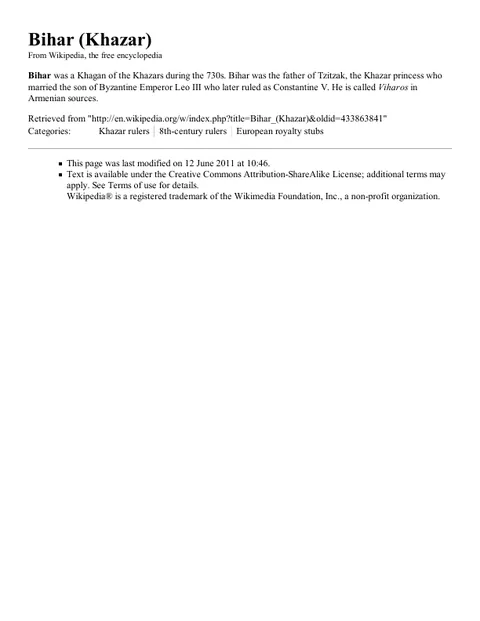 Bihar (Khazar)
From Wikipedia, the free encyclopedia
Bihar was a Khagan of the Khazars during the 730s. Bihar was the father of Tzitzak, the Khazar princess who
married the son of Byzantine Emperor Leo III who later ruled as Constantine V. He is called Viharos in
Armenian sources.
Retrieved from "http://en.wikipedia.org/w/index.php?title=Bihar_(Khazar)&oldid=433863841"
Categories: Khazar rulers | 8th-century rulers | European royalty stubs
This page was last modified on 12 June 2011 at 10:46.
Text is available under the Creative Commons Attribution-ShareAlike License; additional terms may
apply. See Terms of use for details.
Wikipedia® is a registered trademark of the Wikimedia Foundation, Inc., a non-profit organization.